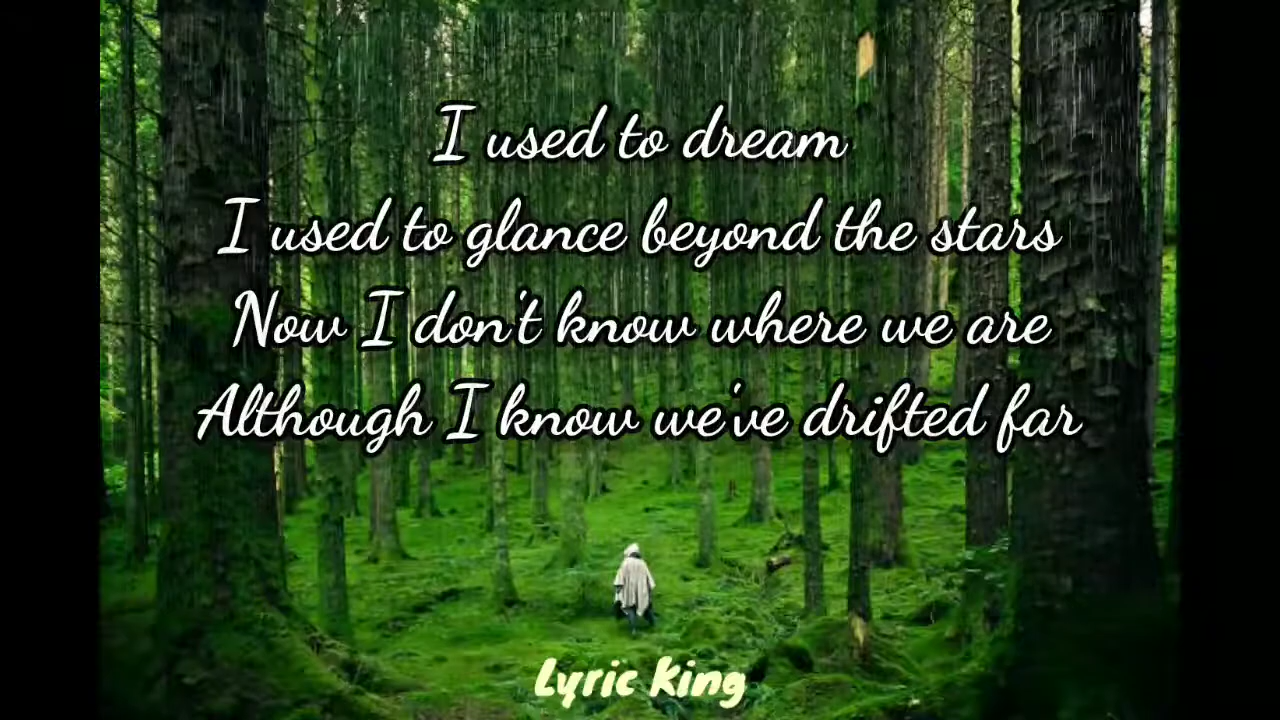 I used to dream
I used to glance beyond the stars
Now I don't know where we are
Although I know we've drifted far
Lyric King